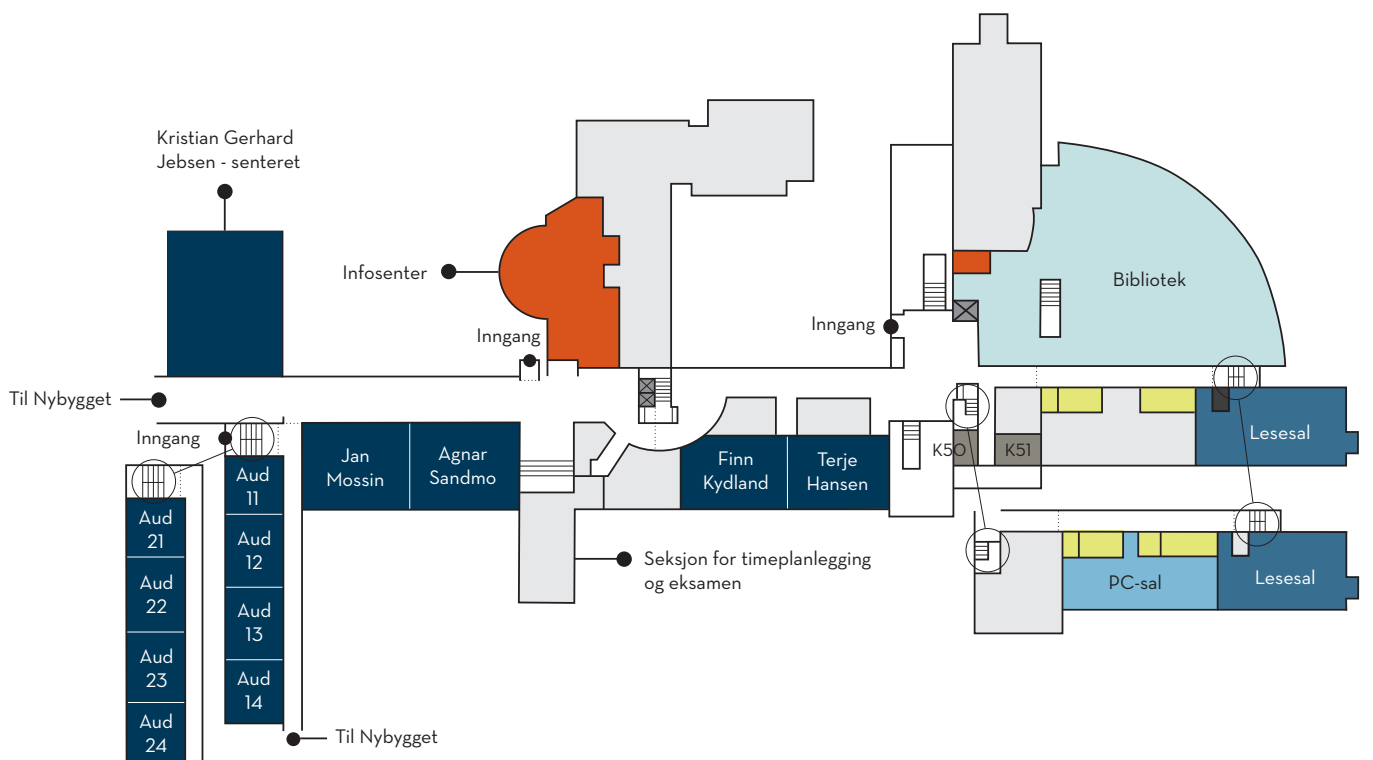 Kristian Gerhard
Jebsen - senteret
Infosenter
Inngang
Inngang
Bibliotek
Til Nybygget
Inngang
Jan
Mossin
Agnar
Sandmo
Finn
Kydland
Terje
Hansen
K50
K51
Lesesal
Aud
11
Aud
12
Aud
13
Aud
14
Aud
21
Aud
22
Aud
23
Aud
24
Seksjon for timeplanlegging
og eksamen
PC-sal
Lesesal
Til Nybygget